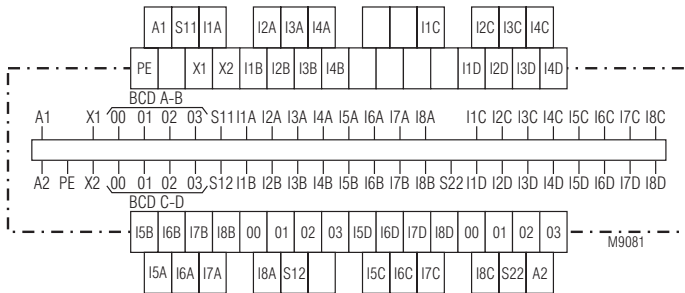 A1 S11 I1A I2A I3A I4A I1C I2C I3C I4C
PE X1 X2 I1B I2B I3B I4B I1D I2D I3D I4D
BCD A-B
A1 X1 00 01 02 03 S11 I1A I2A I3A I4A I5A I6A I7A I8A I1C I2C I3C I4C I5C I6C I7C I8C
A2 PE X2 00 01 02 03 S12 I1B I2B I3B I4B I5B I6B I7B I8B S22 I1D I2D I3D I4D I5D I6D I7D I8D
BCD C-D
I5B I6B I7B I8B 00 01 02 03 I5D I6D I7D I8D 00 01 02 03
M9081
I5A I6A I7A I8A S12 I5C I6C I7C I8C S22 A2